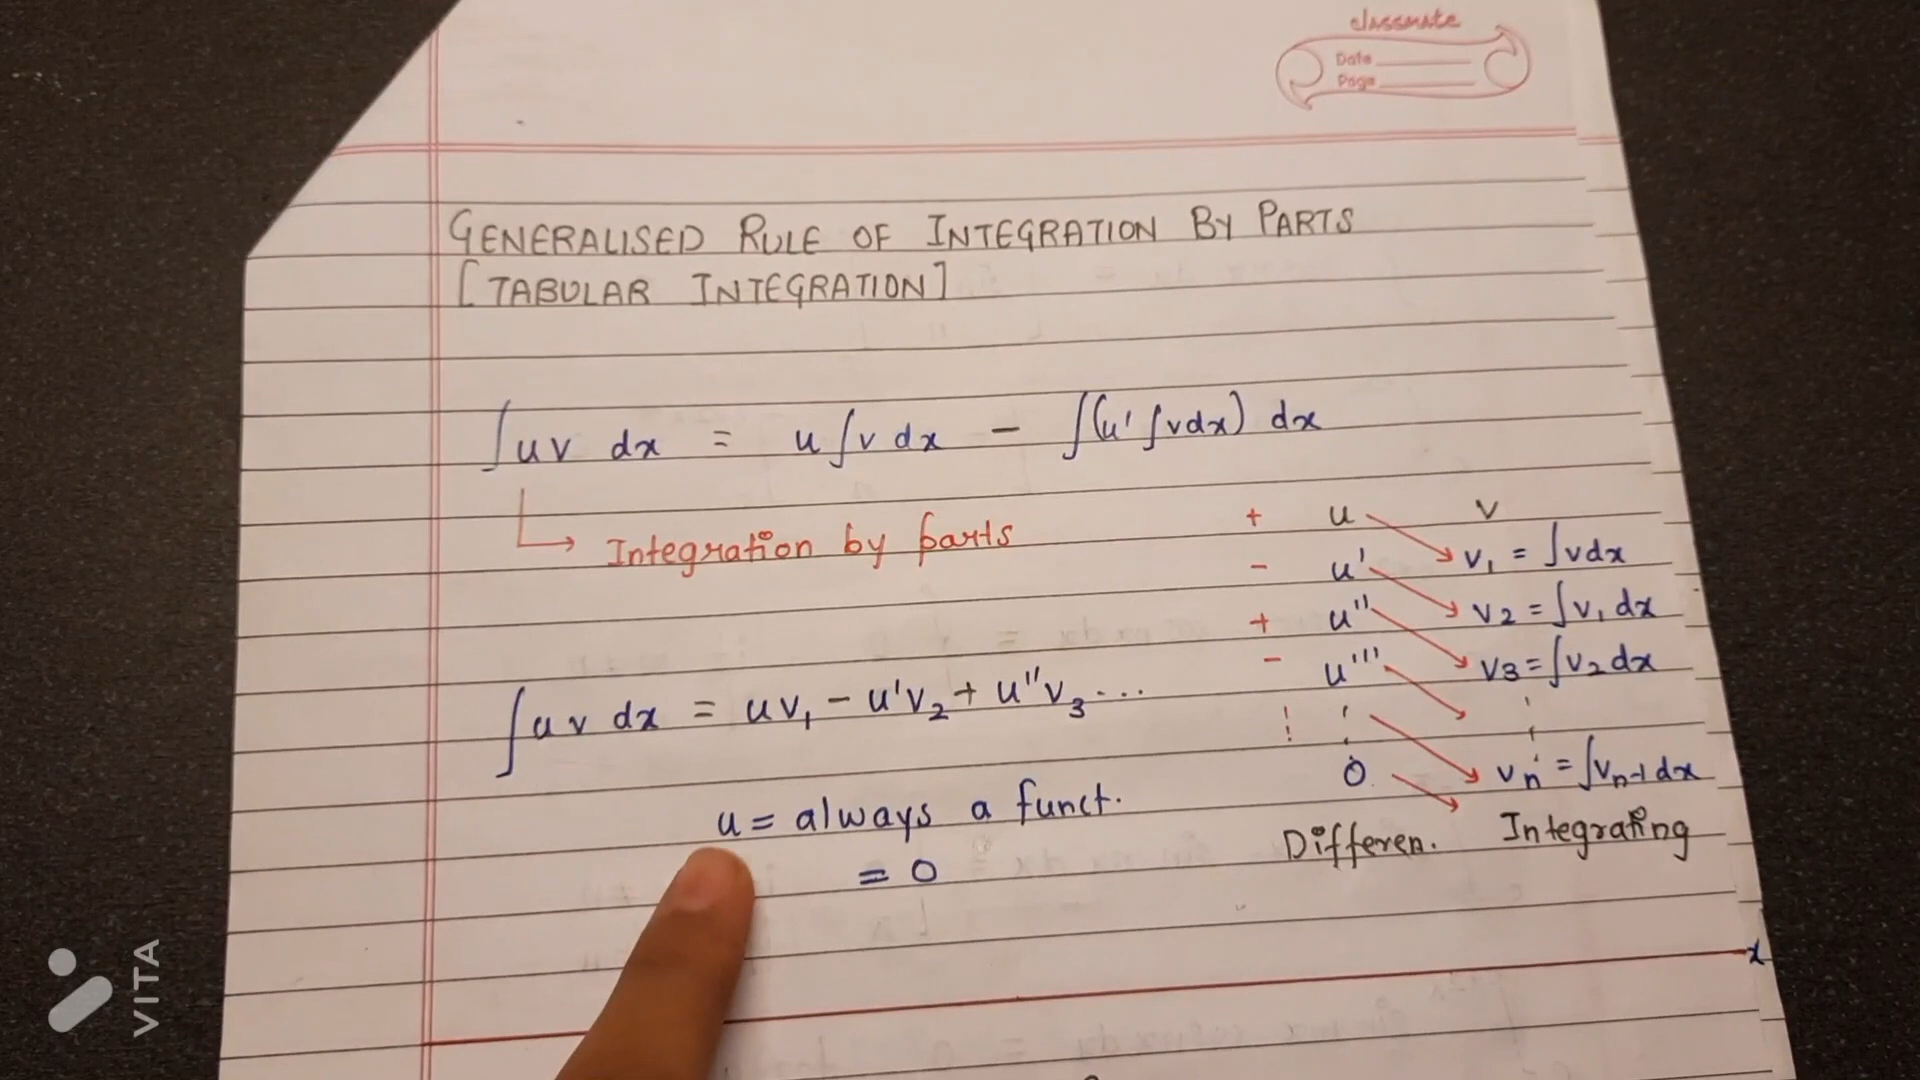 classmate
Date
Page
GENERALISED RULE OF INTEGRATION BY PARTS
[TABULAR INTEGRATION]
∫uv dx = u∫v dx - ∫(u' ∫vdx) dx
Integration by parts
+ u v
- u' v₁ = ∫vdx
+ u'' v2 = ∫v₁ dx
- u''' v3 = ∫v₂ dx
∫uv dx = uv₁ - u'v₂ + u''v₃ ...
0 vn = ∫vn-1 dx
u = always a funct.
= 0
Differen. Integrating
x
VITA